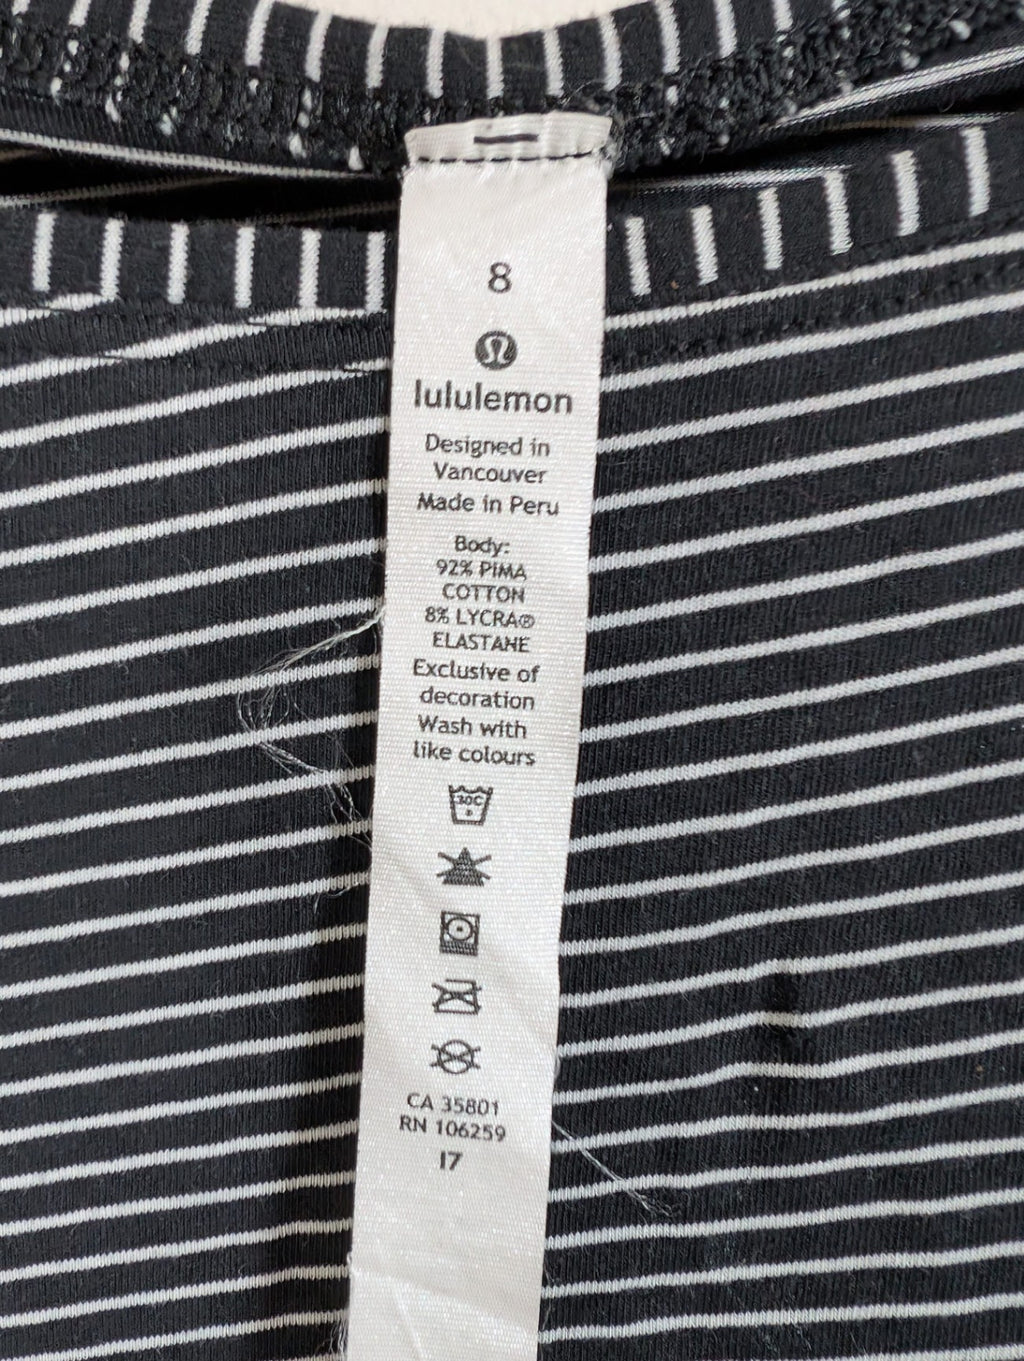 8
lululemon
Designed in
Vancouver
Made in Peru
Body:
92% PIMA
COTTON
8% LYCRA®
ELASTANE
Exclusive of
decoration
Wash with
like colours
30C
CA 35801
RN 106259
I7